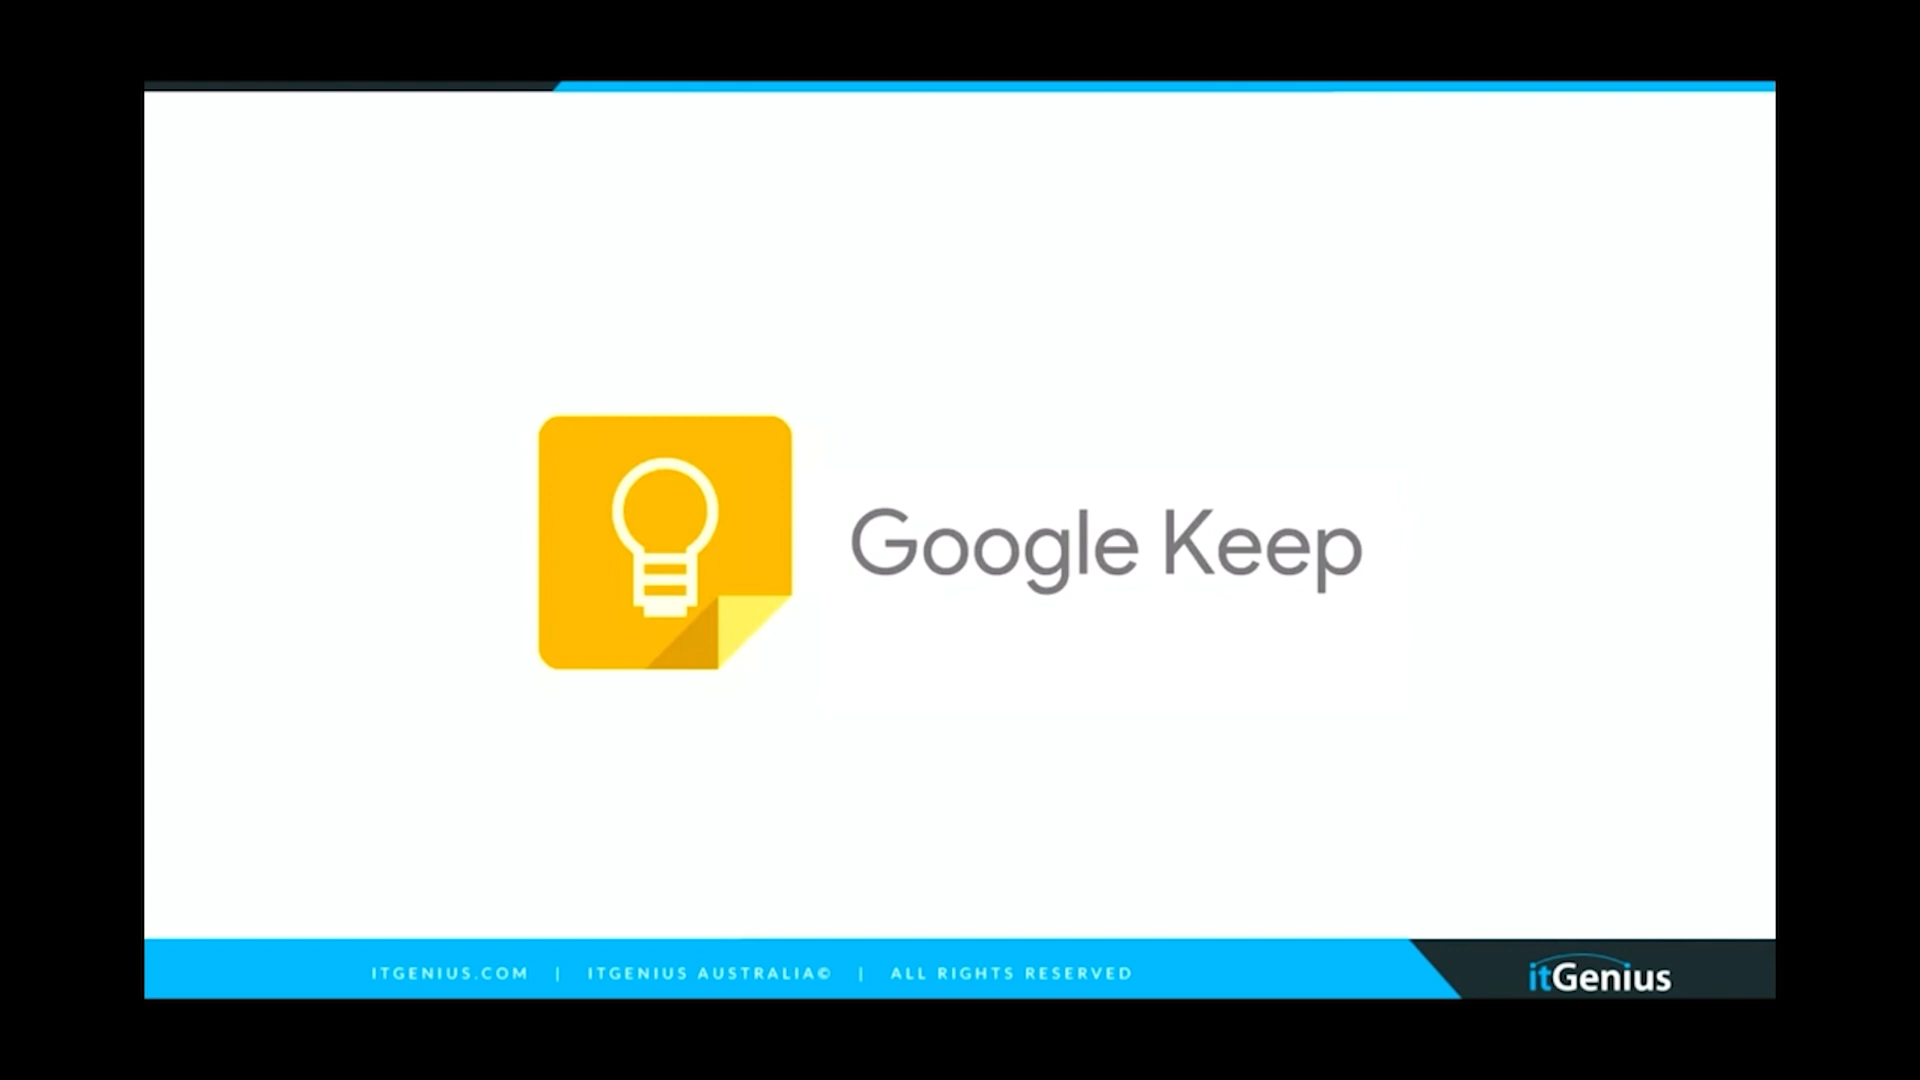 Google Keep
ITGENIUS.COM | ITGENIUS AUSTRALIA© | ALL RIGHTS RESERVED
itGenius